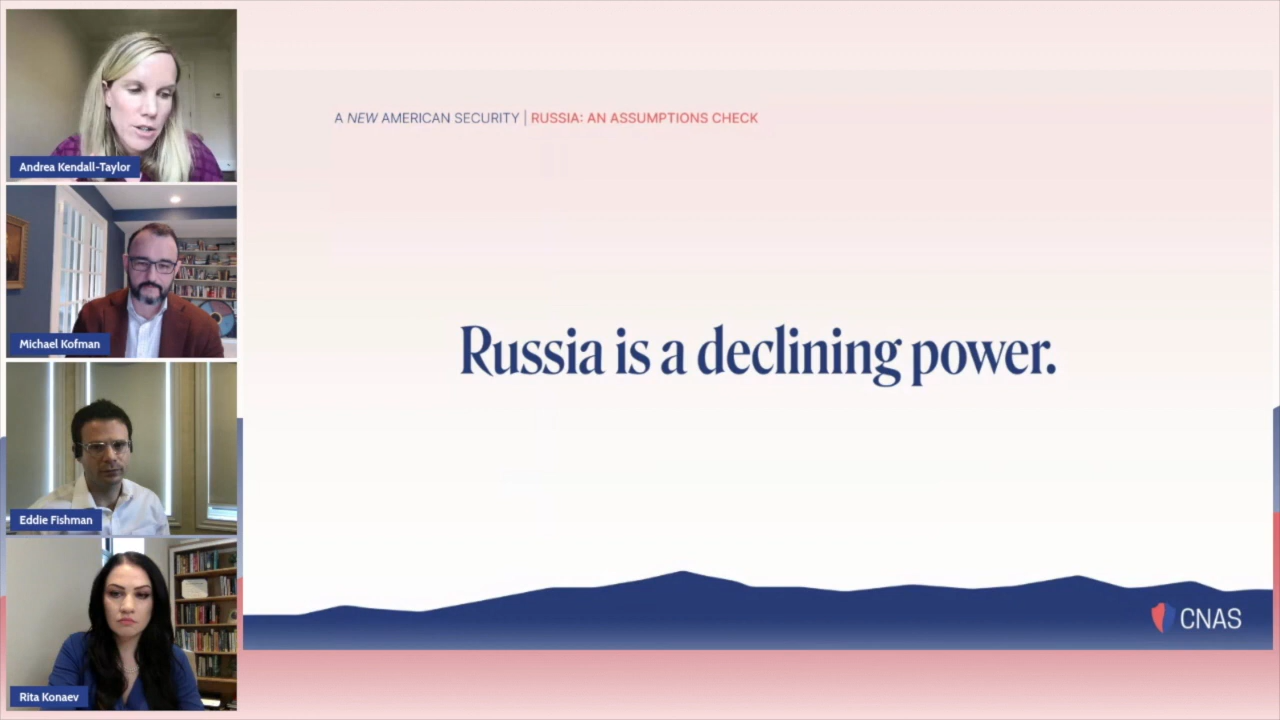 Andrea Kendall-Taylor
Michael Kofman
Eddie Fishman
Rita Konaev
A NEW AMERICAN SECURITY | RUSSIA: AN ASSUMPTIONS CHECK
Russia is a declining power.
CNAS